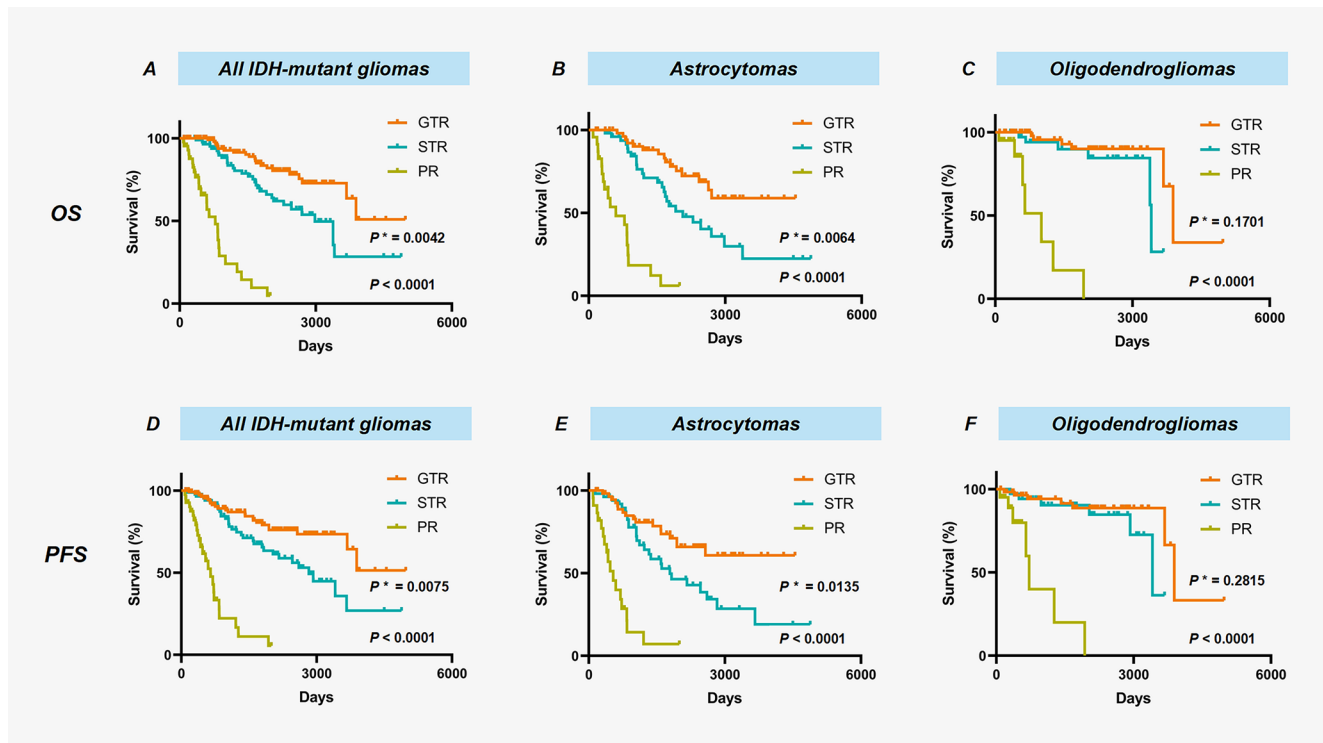 A All IDH-mutant gliomas
B Astrocytomas
C Oligodendrogliomas
OS
Survival (%)
100
50
0
0 3000 6000
Days
GTR
STR
PR
P * = 0.0042
P < 0.0001
Survival (%)
100
50
0
0 3000 6000
Days
GTR
STR
PR
P * = 0.0064
P < 0.0001
Survival (%)
100
50
0
0 3000 6000
Days
GTR
STR
PR
P * = 0.1701
P < 0.0001
D All IDH-mutant gliomas
E Astrocytomas
F Oligodendrogliomas
PFS
Survival (%)
100
50
0
0 3000 6000
Days
GTR
STR
PR
P * = 0.0075
P < 0.0001
Survival (%)
100
50
0
0 3000 6000
Days
GTR
STR
PR
P * = 0.0135
P < 0.0001
Survival (%)
100
50
0
0 3000 6000
Days
GTR
STR
PR
P * = 0.2815
P < 0.0001